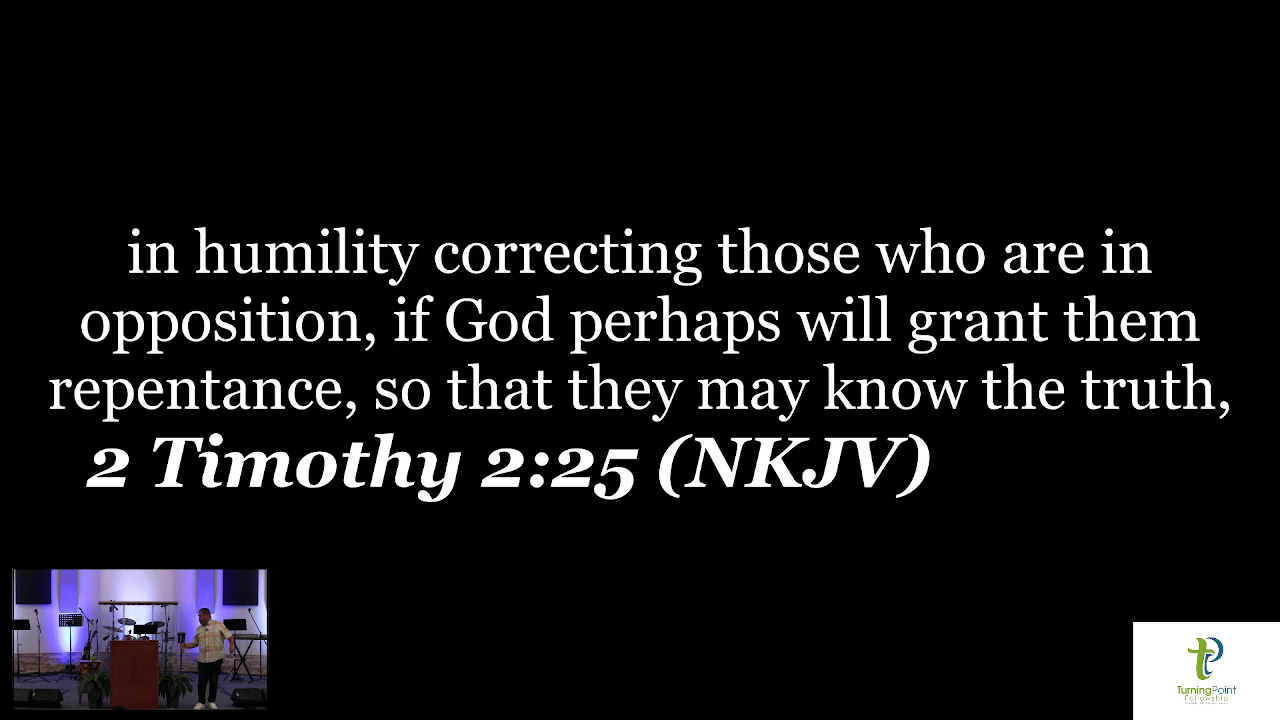 in humility correcting those who are in
opposition, if God perhaps will grant them
repentance, so that they may know the truth,
2 Timothy 2:25 (NKJV)
TurningPoint
Fellowship